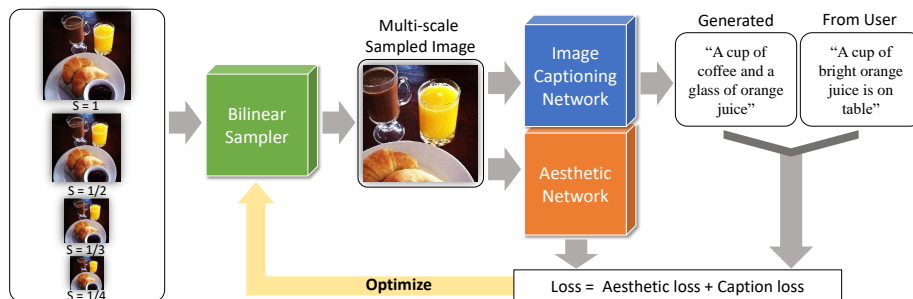 S = 1
S = 1/2
S = 1/3
S = 1/4
Bilinear
Sampler
Multi-scale
Sampled Image
Image
Captioning
Network
Aesthetic
Network
Generated
From User
“A cup of
coffee and a
glass of orange
juice”
“A cup of
bright orange
juice is on
table”
Optimize
Loss = Aesthetic loss + Caption loss